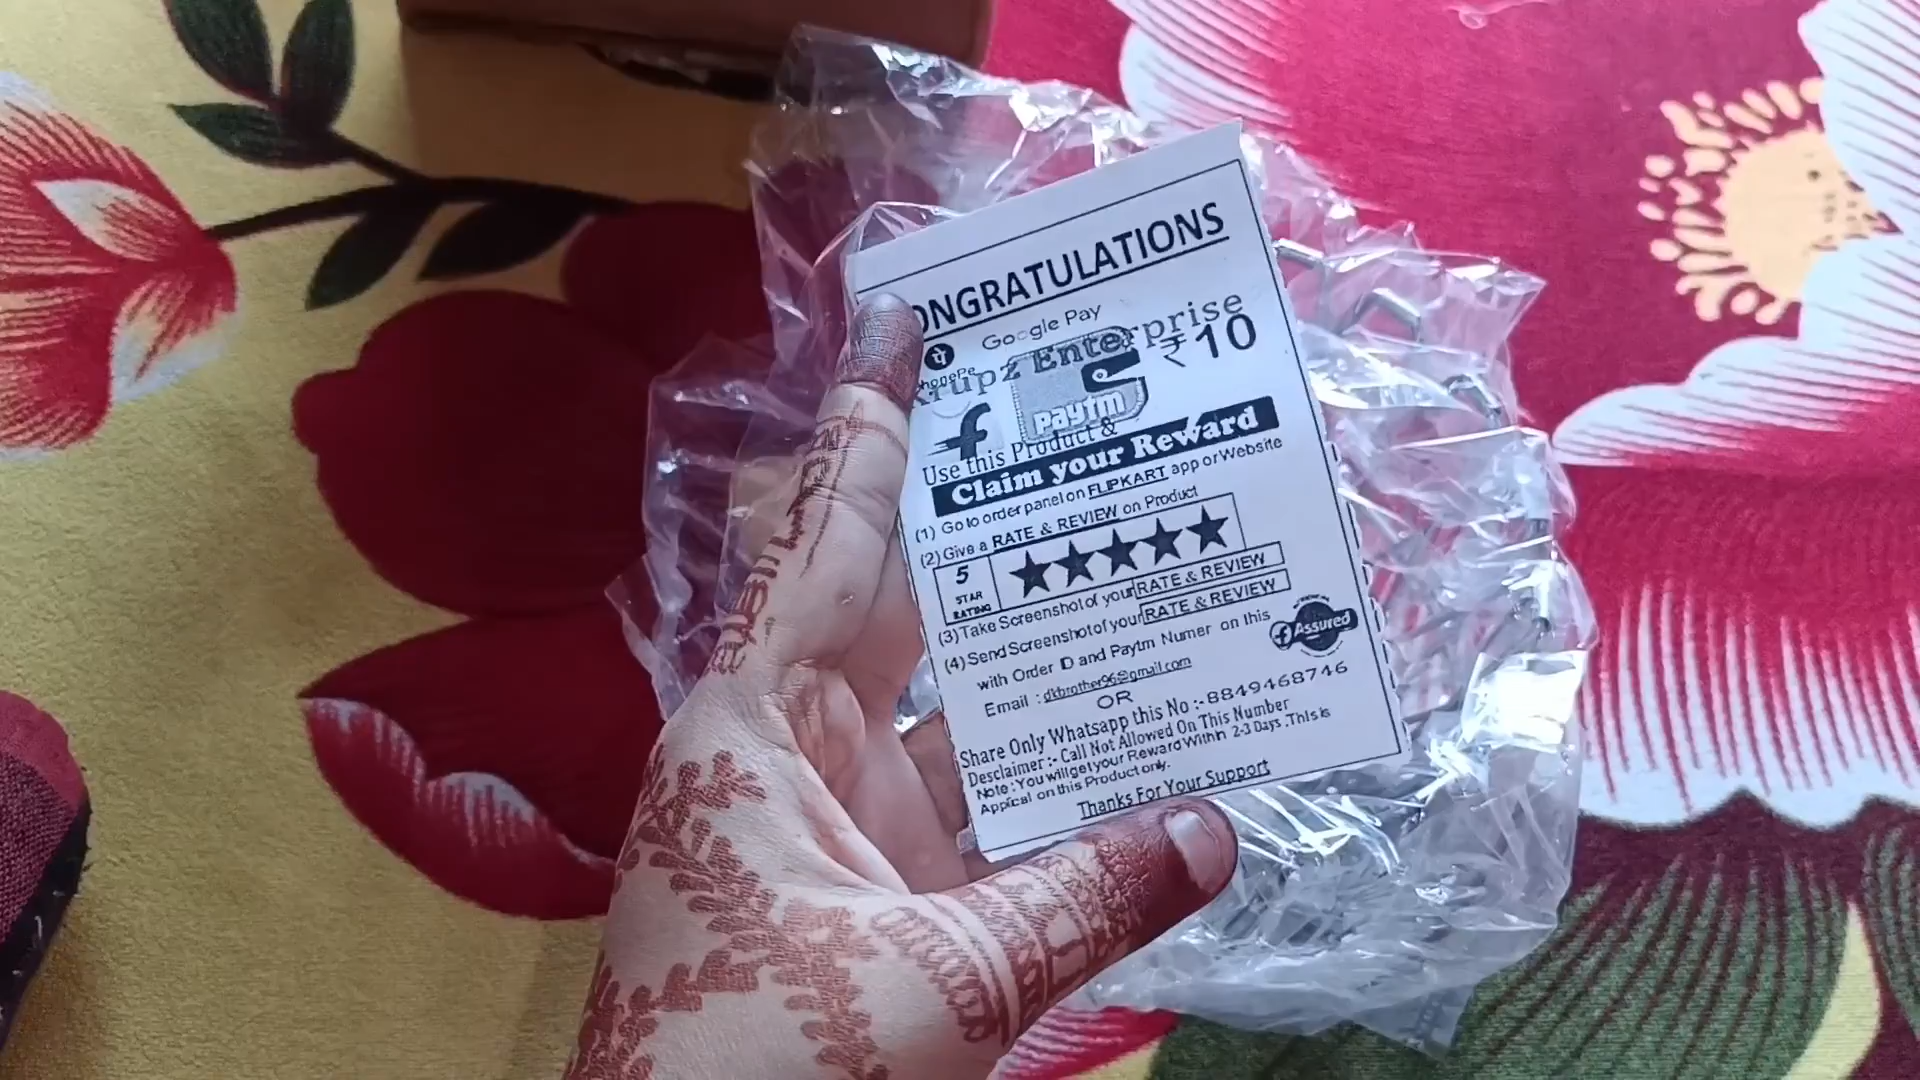 ONGRATULATIONS
Google Pay
पे
honePe
Krupz Enterprise
₹10
f
paytm
Use this Product &
Claim your Reward
(1) Go to order panel on FLIPKART app or Website
(2) Give a RATE & REVIEW on Product
5
STAR
RATING
★★★★★
(3) Take Screenshot of your RATE & REVIEW
(4) Send Screenshot of your RATE & REVIEW
with Order ID and Paytm Numer on this
f Assured
Email : dkbrother96@gmail.com
OR
Share Only Whatsapp this No :- 8849468746
Desclaimer :- Call Not Allowed On This Number
Note : You will get your Reward Within 2-3 Days .This is
Appical on this Product only.
Thanks For Your Support